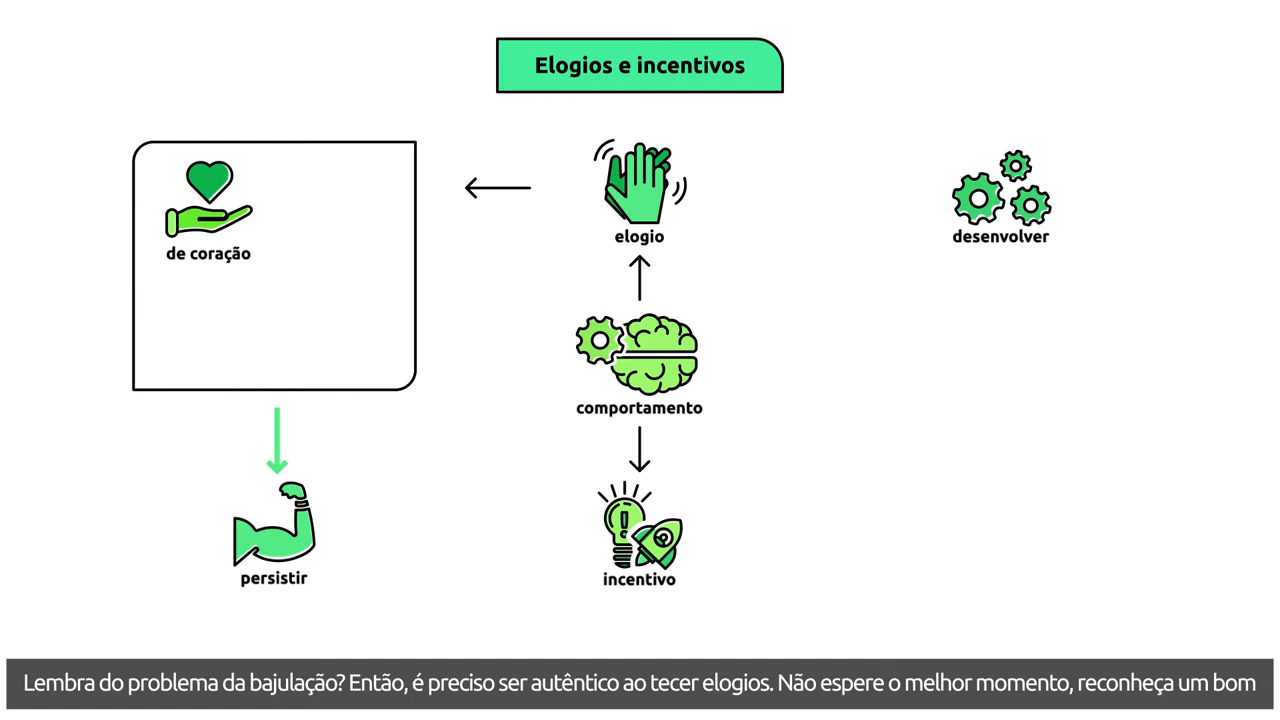 Elogios e incentivos
de coração
elogio
desenvolver
comportamento
persistir
incentivo
Lembra do problema da bajulação? Então, é preciso ser autêntico ao tecer elogios. Não espere o melhor momento, reconheça um bom